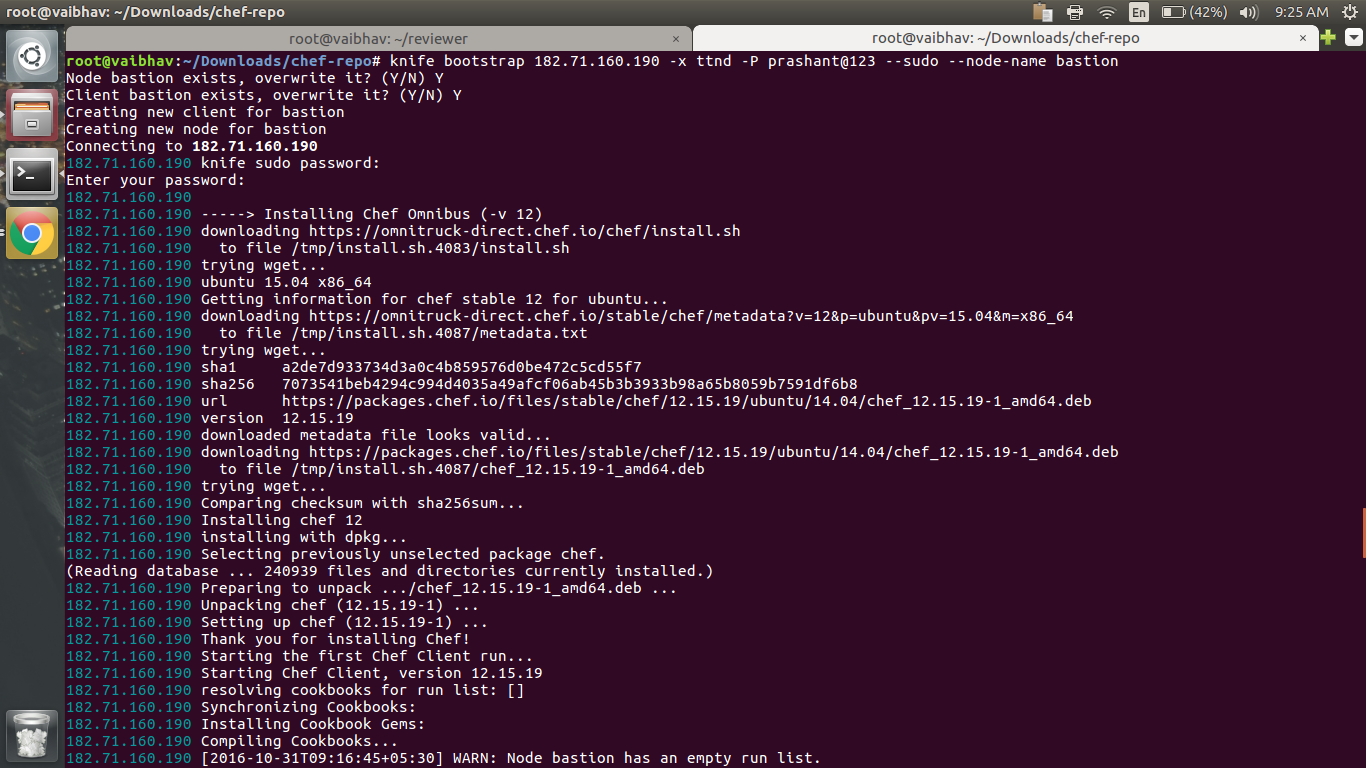 root@vaibhav: ~/Downloads/chef-repo
En
(42%)
9:25 AM
root@vaibhav: ~/reviewer
×
root@vaibhav: ~/Downloads/chef-repo
×
root@vaibhav:~/Downloads/chef-repo# knife bootstrap 182.71.160.190 -x ttnd -P prashant@123 --sudo --node-name bastion
Node bastion exists, overwrite it? (Y/N) Y
Client bastion exists, overwrite it? (Y/N) Y
Creating new client for bastion
Creating new node for bastion
Connecting to 182.71.160.190
182.71.160.190 knife sudo password:
Enter your password:
182.71.160.190
182.71.160.190 -----> Installing Chef Omnibus (-v 12)
182.71.160.190 downloading https://omnitruck-direct.chef.io/chef/install.sh
182.71.160.190   to file /tmp/install.sh.4083/install.sh
182.71.160.190 trying wget...
182.71.160.190 ubuntu 15.04 x86_64
182.71.160.190 Getting information for chef stable 12 for ubuntu...
182.71.160.190 downloading https://omnitruck-direct.chef.io/stable/chef/metadata?v=12&p=ubuntu&pv=15.04&m=x86_64
182.71.160.190   to file /tmp/install.sh.4087/metadata.txt
182.71.160.190 trying wget...
182.71.160.190 sha1     a2de7d933734d3a0c4b859576d0be472c5cd55f7
182.71.160.190 sha256   7073541beb4294c994d4035a49afcf06ab45b3b3933b98a65b8059b7591df6b8
182.71.160.190 url      https://packages.chef.io/files/stable/chef/12.15.19/ubuntu/14.04/chef_12.15.19-1_amd64.deb
182.71.160.190 version  12.15.19
182.71.160.190 downloaded metadata file looks valid...
182.71.160.190 downloading https://packages.chef.io/files/stable/chef/12.15.19/ubuntu/14.04/chef_12.15.19-1_amd64.deb
182.71.160.190   to file /tmp/install.sh.4087/chef_12.15.19-1_amd64.deb
182.71.160.190 trying wget...
182.71.160.190 Comparing checksum with sha256sum...
182.71.160.190 Installing chef 12
182.71.160.190 installing with dpkg...
182.71.160.190 Selecting previously unselected package chef.
(Reading database ... 240939 files and directories currently installed.)
182.71.160.190 Preparing to unpack .../chef_12.15.19-1_amd64.deb ...
182.71.160.190 Unpacking chef (12.15.19-1) ...
182.71.160.190 Setting up chef (12.15.19-1) ...
182.71.160.190 Thank you for installing Chef!
182.71.160.190 Starting the first Chef Client run...
182.71.160.190 Starting Chef Client, version 12.15.19
182.71.160.190 resolving cookbooks for run list: []
182.71.160.190 Synchronizing Cookbooks:
182.71.160.190 Installing Cookbook Gems:
182.71.160.190 Compiling Cookbooks...
182.71.160.190 [2016-10-31T09:16:45+05:30] WARN: Node bastion has an empty run list.